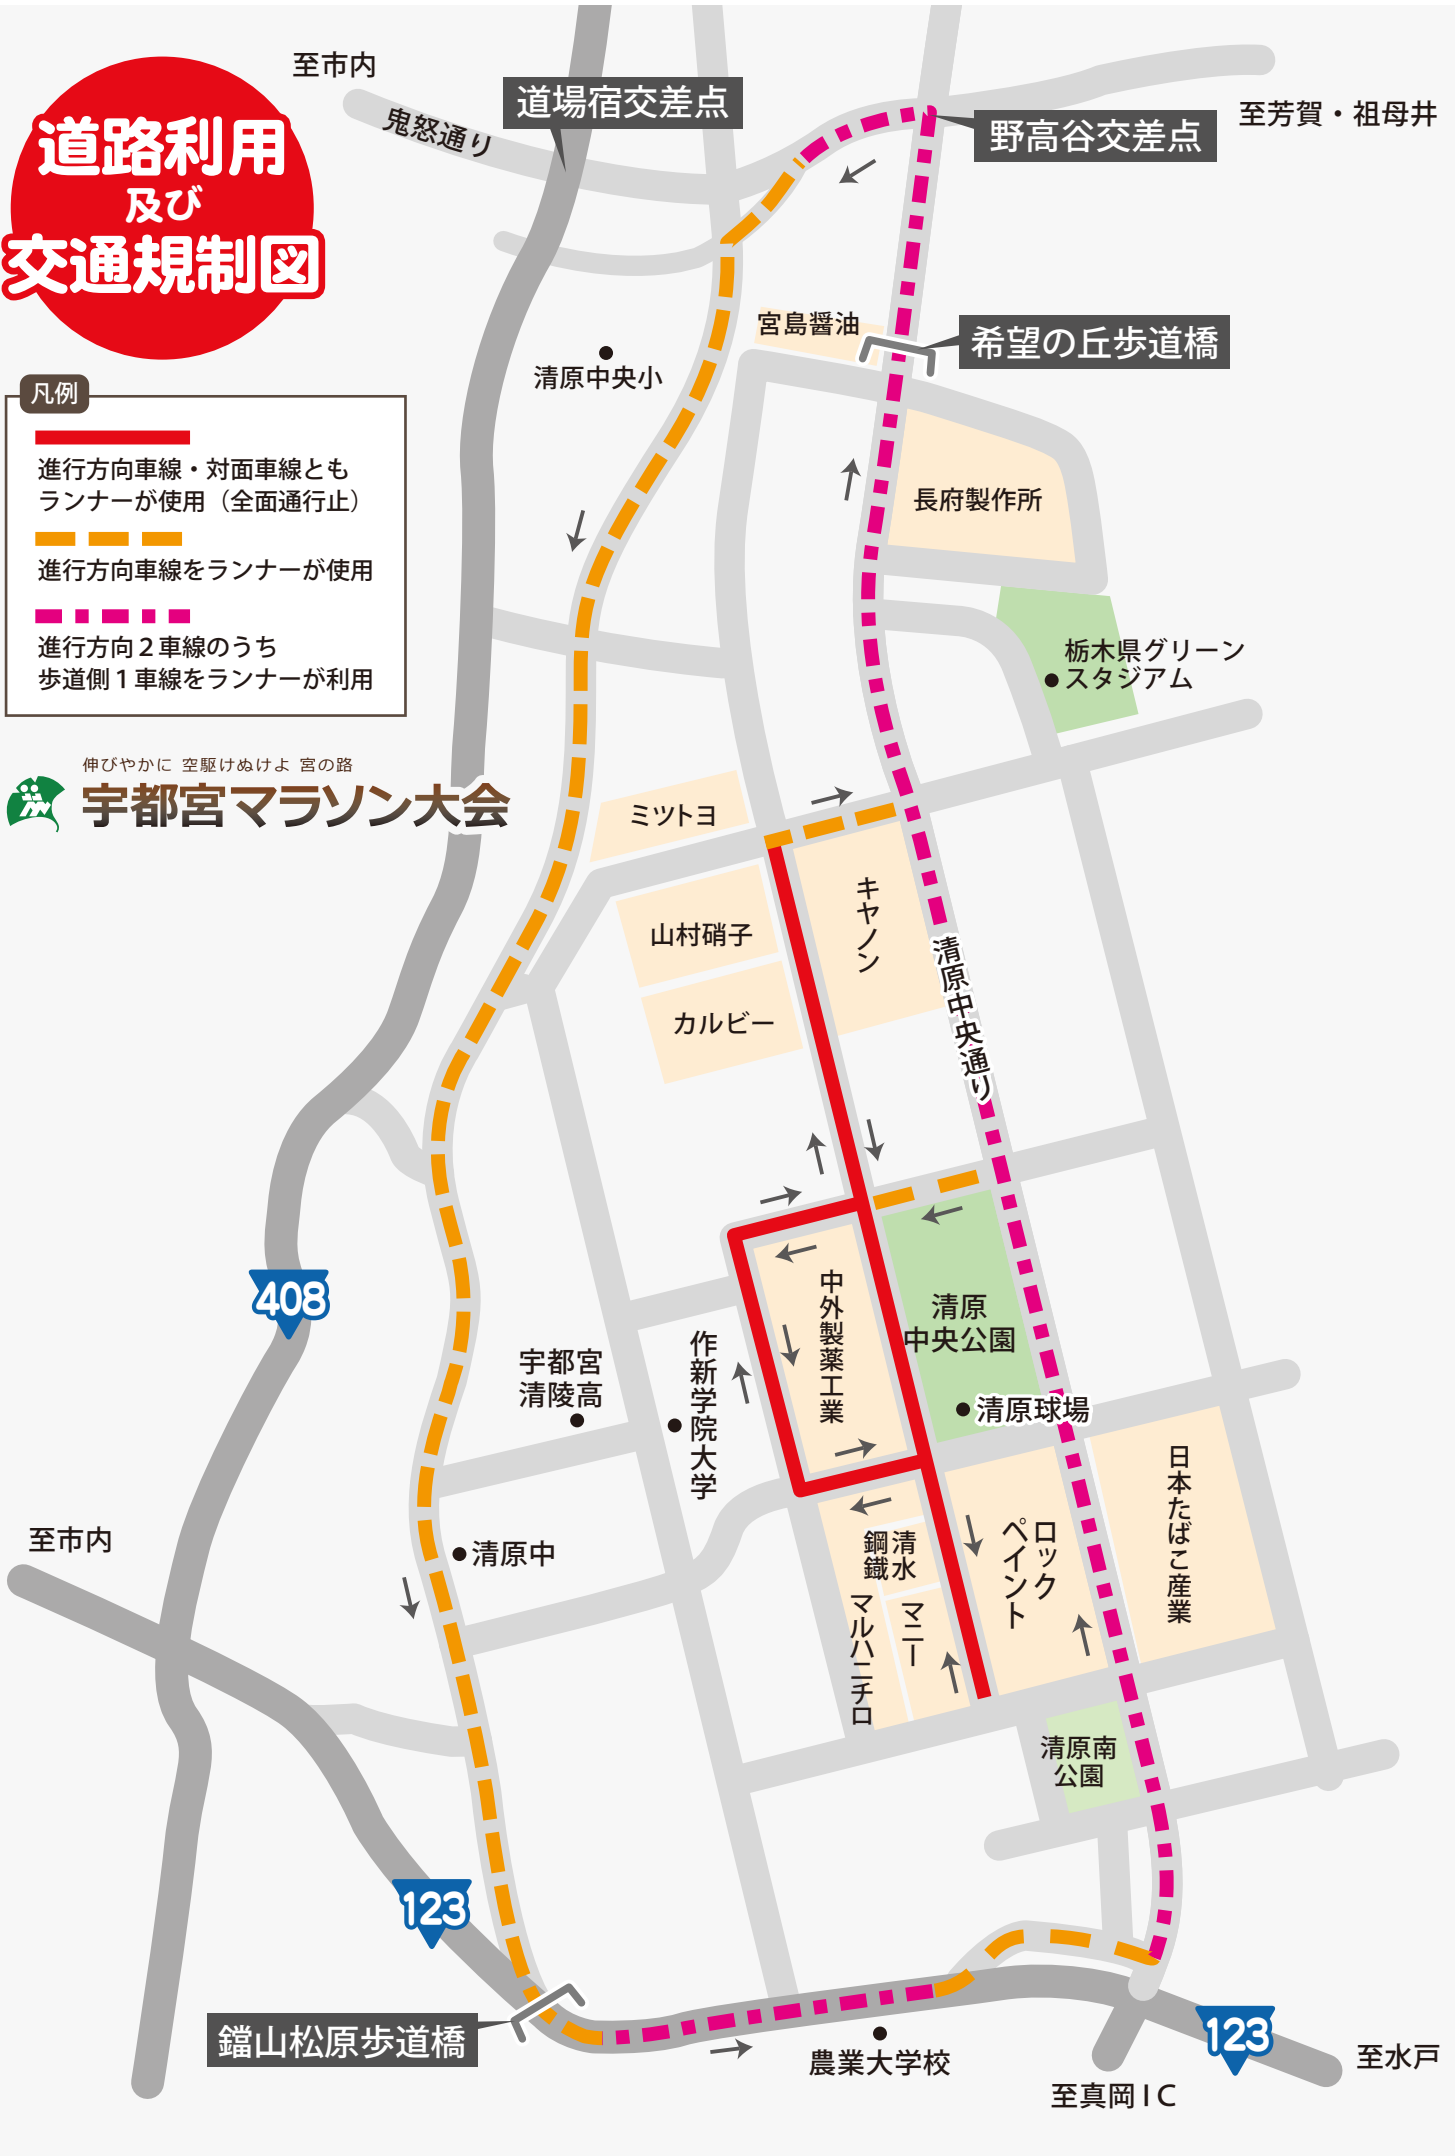 道路利用
及び
交通規制図
至市内
鬼怒通り
道場宿交差点
野高谷交差点
至芳賀・祖母井
宮島醤油
希望の丘歩道橋
清原中央小
凡例
進行方向車線・対面車線とも
ランナーが使用（全面通行止）
進行方向車線をランナーが使用
進行方向２車線のうち
歩道側１車線をランナーが利用
長府製作所
栃木県グリーン
スタジアム
伸びやかに 空駆けぬけよ 宮の路
宇都宮マラソン大会
ミツトヨ
キヤノン
山村硝子
カルビー
清原中央通り
408
中外製薬工業
清原
中央公園
宇都宮
清陵高
作新学院大学
清原球場
日本たばこ産業
ロック
ペイント
清水
鋼鐵
マルハニチロ
マニー
至市内
清原中
清原南
公園
123
鐺山松原歩道橋
農業大学校
123
至水戸
至真岡ＩＣ